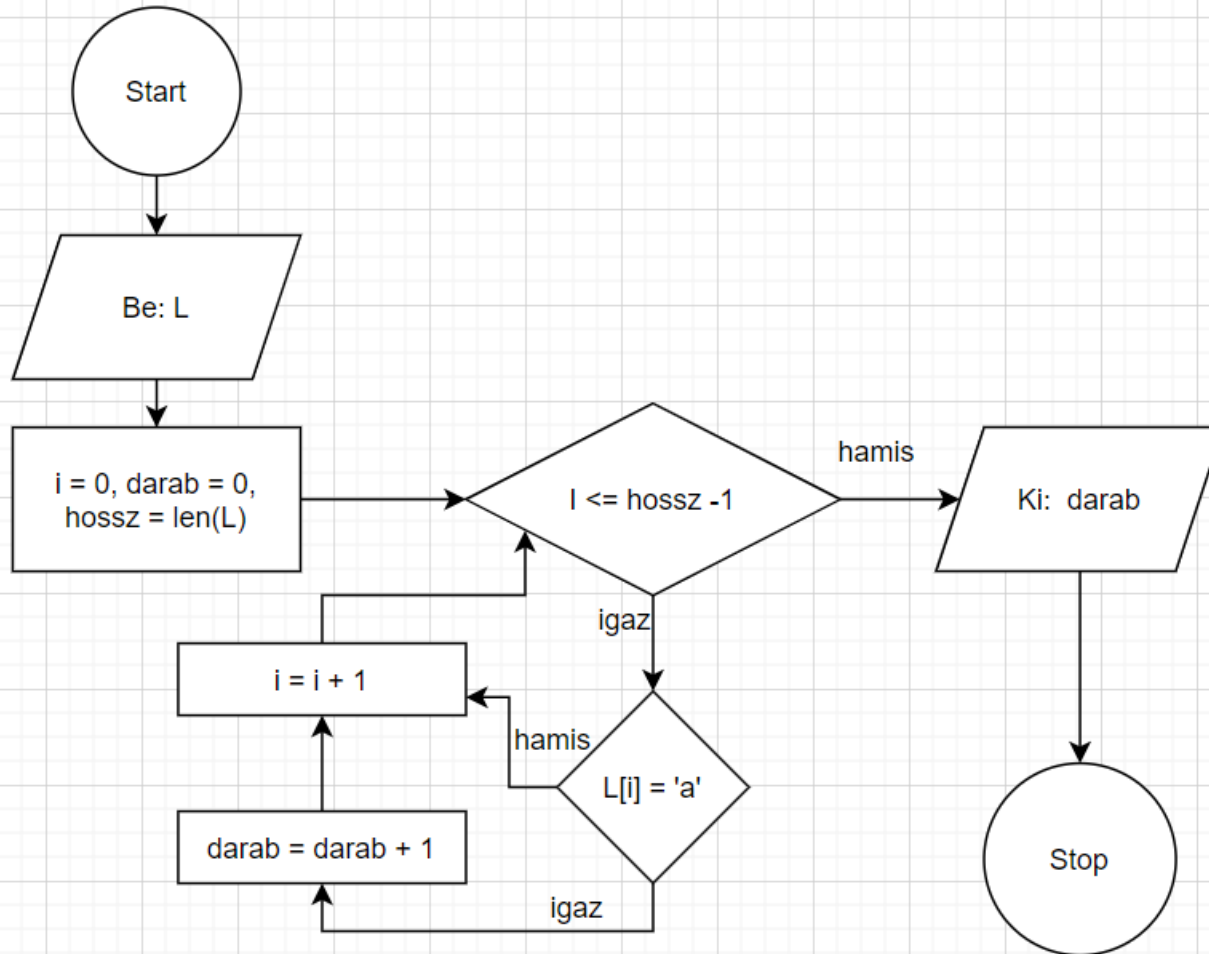 Start
Be: L
i = 0, darab = 0,
hossz = len(L)
I <= hossz -1
hamis
Ki:  darab
igaz
i = i + 1
hamis
L[i] = 'a'
darab = darab + 1
igaz
Stop